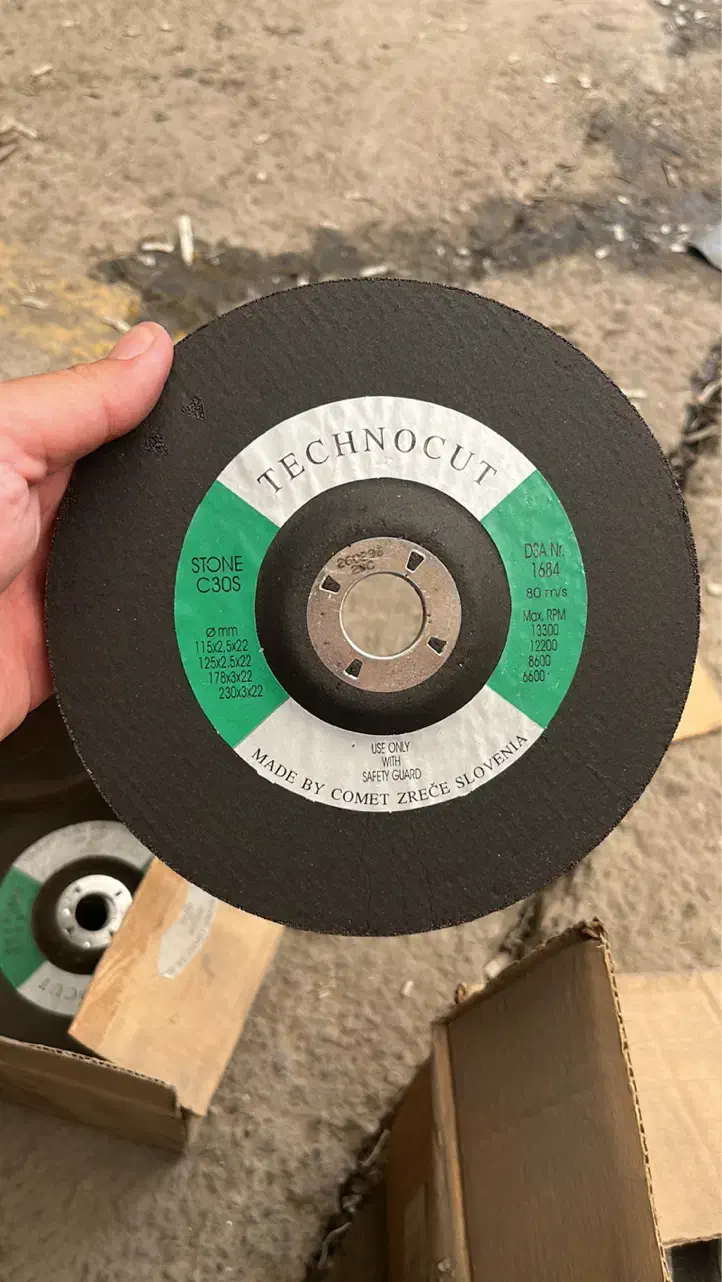 TECHNOCUT
STONE
C30S
Ø mm
115x2,5x22
125x2,5x22
178x3x22
230x3x22
DSA Nr.
1684
80 m/s
Max. RPM
13300
12200
8600
6600
USE ONLY
WITH
SAFETY GUARD
MADE BY COMET ZREČE SLOVENIA